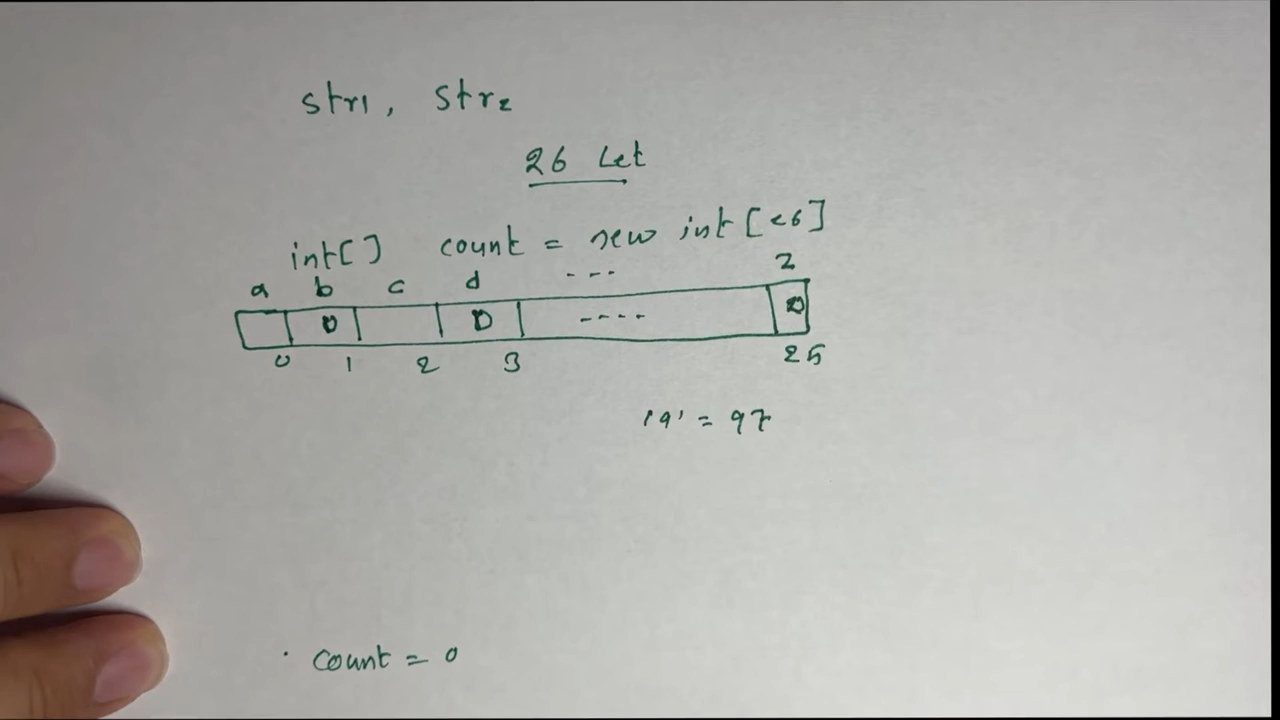 str1, str2
26 Let
int[] count = new int[26]
a b c d --- z
0 0 ---- 0
0 1 2 3 25
'a' = 97
count = 0